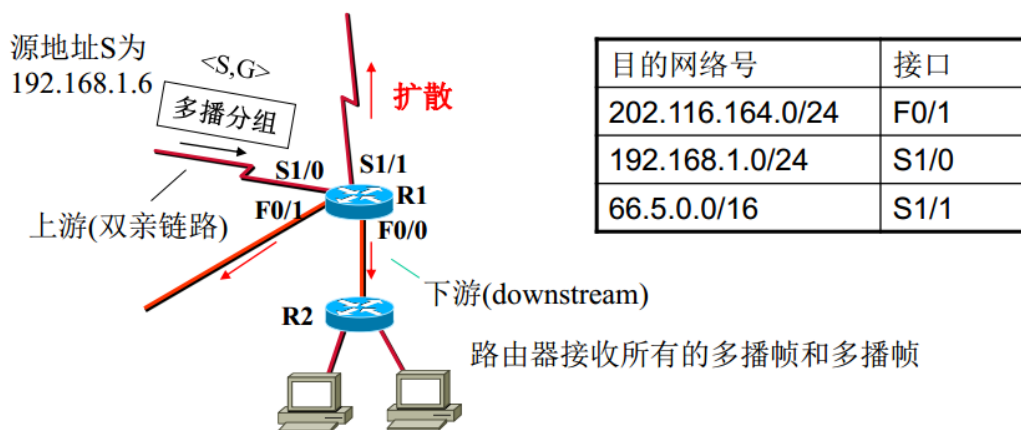 源地址S为
192.168.1.6
<S,G>
多播分组
扩散
S1/0
S1/1
R1
F0/1
F0/0
上游(双亲链路)
下游(downstream)
R2
路由器接收所有的多播帧和多播帧
目的网络号 接口
202.116.164.0/24 F0/1
192.168.1.0/24 S1/0
66.5.0.0/16 S1/1